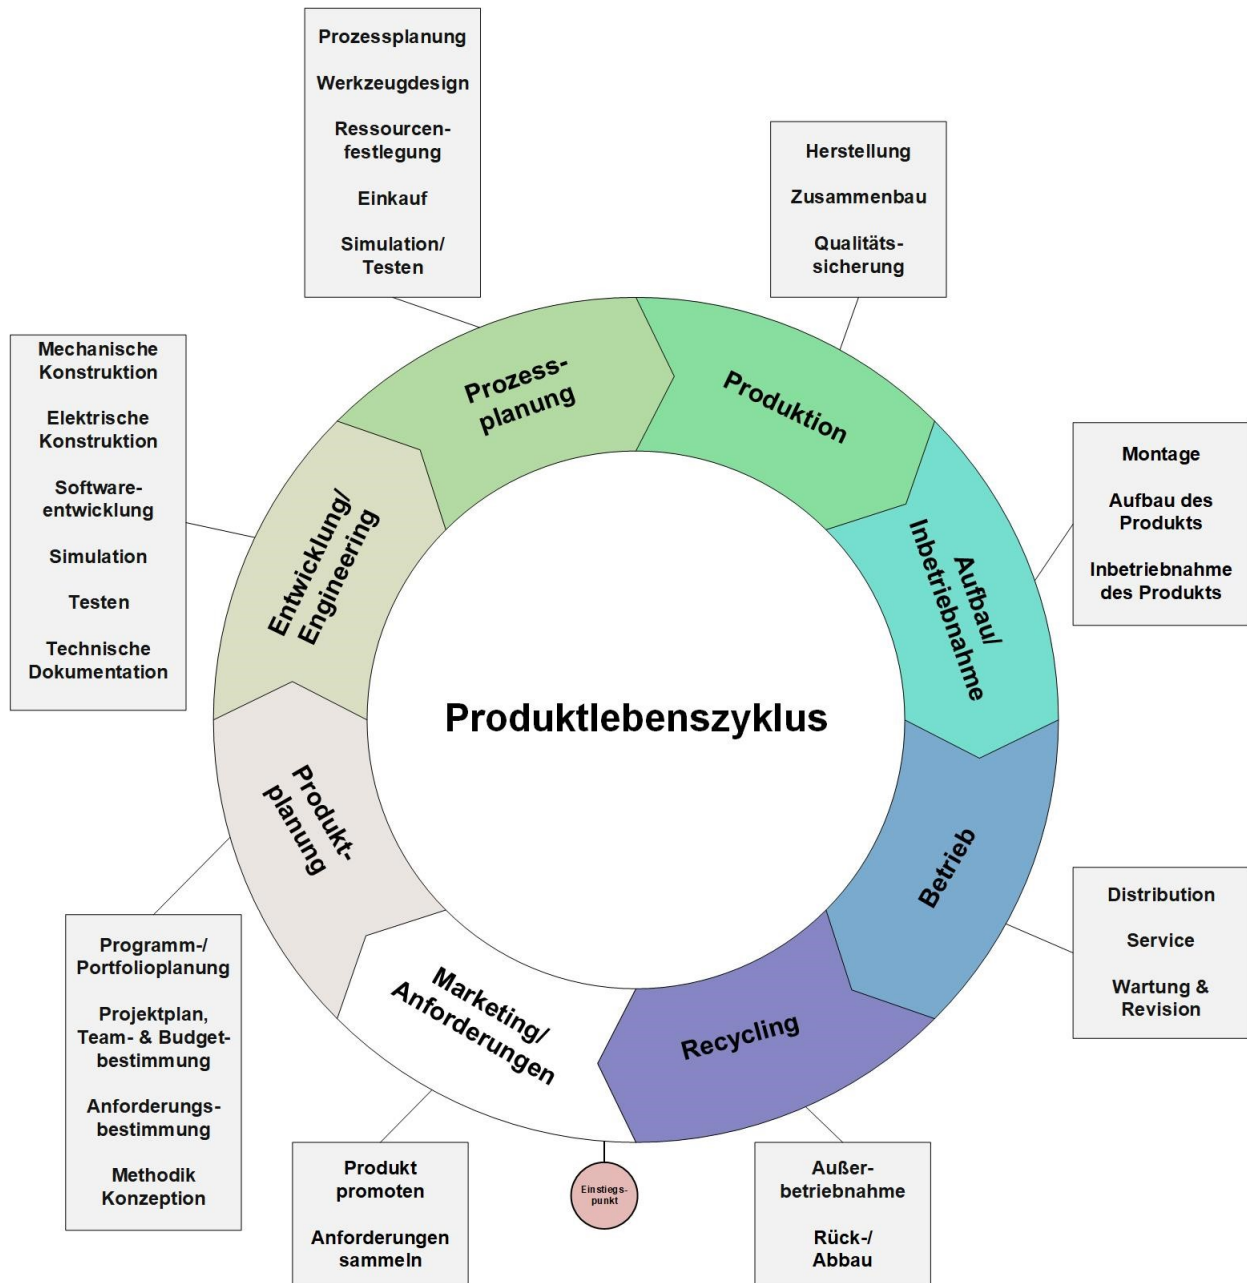 Prozessplanung
Werkzeugdesign
Ressourcen-
festlegung
Einkauf
Simulation/
Testen
Herstellung
Zusammenbau
Qualitäts-
sicherung
Mechanische
Konstruktion
Elektrische
Konstruktion
Software-
entwicklung
Simulation
Testen
Technische
Dokumentation
Prozess-
planung
Produktion
Montage
Aufbau des
Produkts
Inbetriebnahme
des Produkts
Entwicklung/
Engineering
Aufbau/
Inbetriebnahme
Produktlebenszyklus
Produkt-
planung
Betrieb
Distribution
Service
Wartung &
Revision
Programm-/
Portfolioplanung
Projektplan,
Team- & Budget-
bestimmung
Anforderungs-
bestimmung
Methodik
Konzeption
Marketing/
Anforderungen
Recycling
Produkt
promoten
Anforderungen
sammeln
Einstiegs-
punkt
Außer-
betriebnahme
Rück-/
Abbau